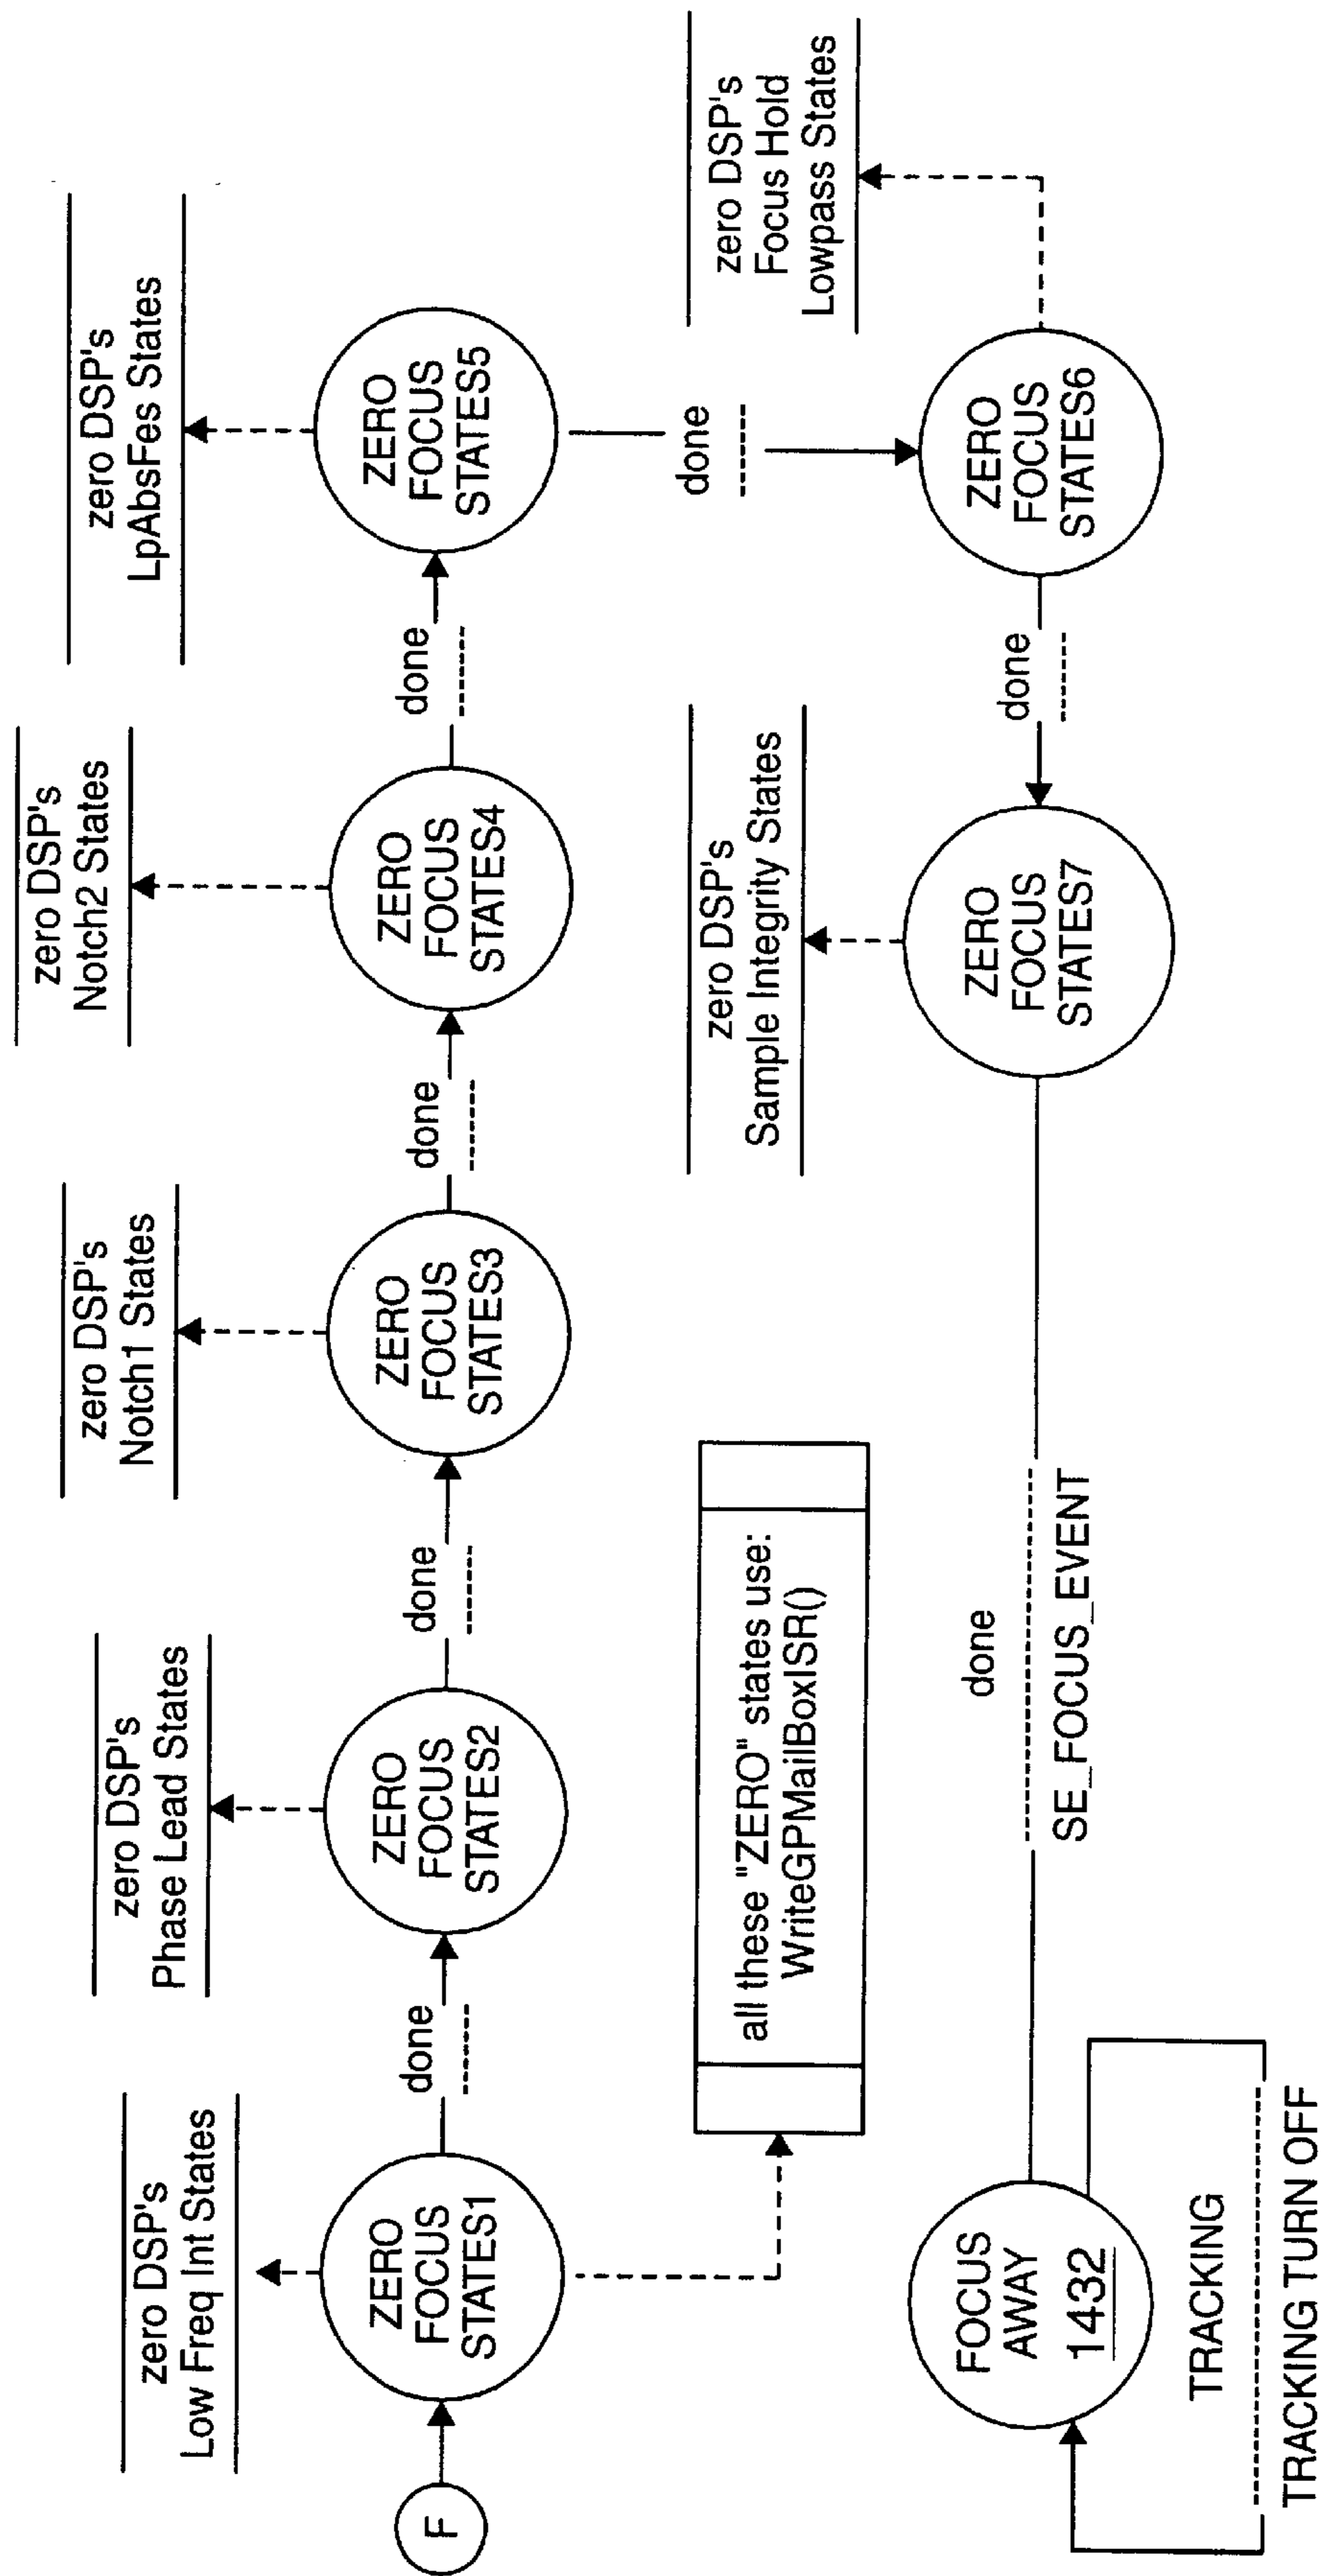 zero DSP's
Low Freq Int States
zero DSP's
Phase Lead States
zero DSP's
Notch1 States
zero DSP's
Notch2 States
zero DSP's
LpAbsFes States
F
ZERO
FOCUS
STATES1
done
ZERO
FOCUS
STATES2
done
ZERO
FOCUS
STATES3
done
ZERO
FOCUS
STATES4
done
ZERO
FOCUS
STATES5
done
all these "ZERO" states use:
WriteGPMailBoxISR()
zero DSP's
Sample Integrity States
zero DSP's
Focus Hold
Lowpass States
FOCUS
AWAY
1432
done
SE_FOCUS_EVENT
ZERO
FOCUS
STATES7
done
ZERO
FOCUS
STATES6
TRACKING
TRACKING TURN OFF